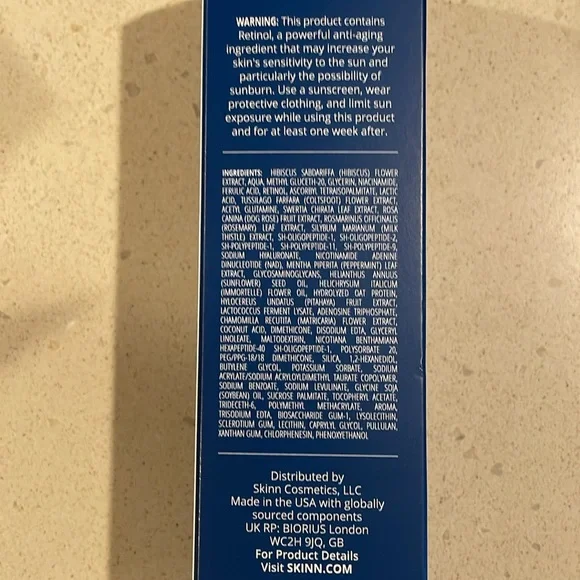 WARNING: This product contains
Retinol, a powerful anti-aging
ingredient that may increase your
skin's sensitivity to the sun and
particularly the possibility of
sunburn. Use a sunscreen, wear
protective clothing, and limit sun
exposure while using this product
and for at least one week after.
INGREDIENTS: HIBISCUS SABDARIFFA (HIBISCUS) FLOWER
EXTRACT, AQUA, METHYL GLUCETH-20, GLYCERIN, NIACINAMIDE,
FERULIC ACID, RETINOL, ASCORBYL TETRAISOPALMITATE, LACTIC
ACID, TUSSILAGO FARFARA (COLTSFOOT) FLOWER EXTRACT,
ACETYL GLUTAMINE, SWERTIA CHIRATA LEAF EXTRACT, ROSA
CANINA (DOG ROSE) FRUIT EXTRACT, ROSMARINUS OFFICINALIS
(ROSEMARY) LEAF EXTRACT, SILYBUM MARIANUM (MILK
THISTLE) EXTRACT, SH-OLIGOPEPTIDE-1, SH-OLIGOPEPTIDE-2,
SH-POLYPEPTIDE-1, SH-POLYPEPTIDE-11, SH-POLYPEPTIDE-9,
SODIUM HYALURONATE, NICOTINAMIDE ADENINE
DINUCLEOTIDE (NAD), MENTHA PIPERITA (PEPPERMINT) LEAF
EXTRACT, GLYCOSAMINOGLYCANS, HELIANTHUS ANNUUS
(SUNFLOWER) SEED OIL, HELICHRYSUM ITALICUM
(IMMORTELLE) FLOWER OIL, HYDROLYZED OAT PROTEIN,
HYLOCEREUS UNDATUS (PITAHAYA) FRUIT EXTRACT,
LACTOCOCCUS FERMENT LYSATE, ADENOSINE TRIPHOSPHATE,
CHAMOMILLA RECUTITA (MATRICARIA) FLOWER EXTRACT,
COCONUT ACID, DIMETHICONE, DISODIUM EDTA, GLYCERYL
LINOLEATE, MALTODEXTRIN, NICOTIANA BENTHAMIANA
HEXAPEPTIDE-40 SH-OLIGOPEPTIDE-1, POLYSORBATE 20,
PEG/PPG-18/18 DIMETHICONE, SILICA, 1,2-HEXANEDIOL,
BUTYLENE GLYCOL, POTASSIUM SORBATE, SODIUM
ACRYLATE/SODIUM ACRYLOYLDIMETHYL TAURATE COPOLYMER,
SODIUM BENZOATE, SODIUM LEVULINATE, GLYCINE SOJA
(SOYBEAN) OIL, SUCROSE PALMITATE, TOCOPHERYL ACETATE,
TRIDECETH-6, POLYMETHYL METHACRYLATE, AROMA,
TRISODIUM EDTA, BIOSACCHARIDE GUM-1, LYSOLECITHIN,
SCLEROTIUM GUM, LECITHIN, CAPRYLYL GLYCOL, PULLULAN,
XANTHAN GUM, CHLORPHENESIN, PHENOXYETHANOL
Distributed by
Skinn Cosmetics, LLC
Made in the USA with globally
sourced components
UK RP: BIORIUS London
WC2H 9JQ, GB
For Product Details
Visit SKINN.COM